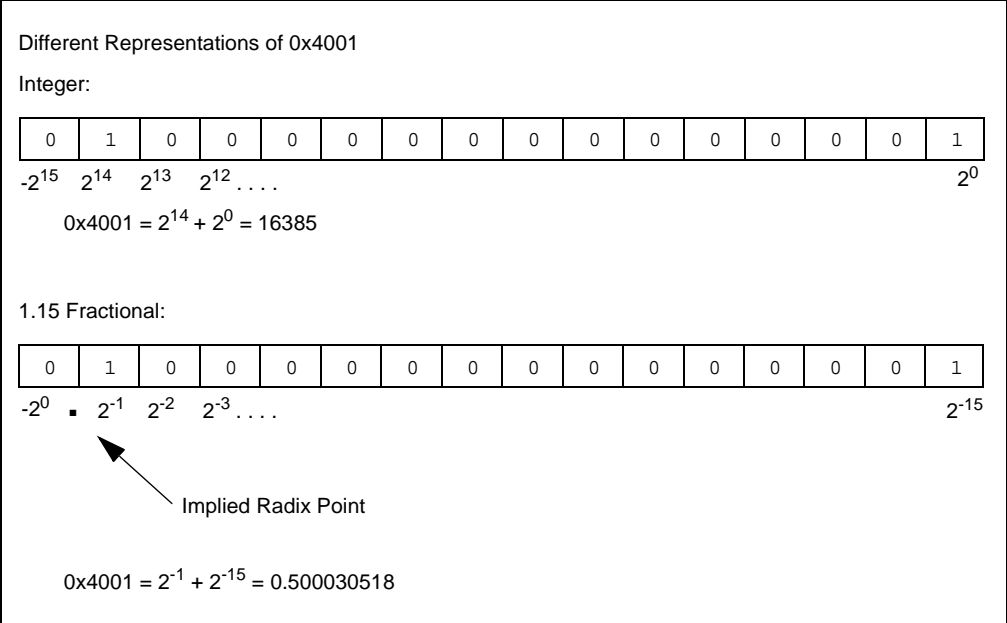 Different Representations of 0x4001
Integer:
0 1 0 0 0 0 0 0 0 0 0 0 0 0 0 1
-2^15 2^14 2^13 2^12 . . . . 2^0
0x4001 = 2^14 + 2^0 = 16385
1.15 Fractional:
0 1 0 0 0 0 0 0 0 0 0 0 0 0 0 1
-2^0 . 2^-1 2^-2 2^-3 . . . . 2^-15
Implied Radix Point
0x4001 = 2^-1 + 2^-15 = 0.500030518